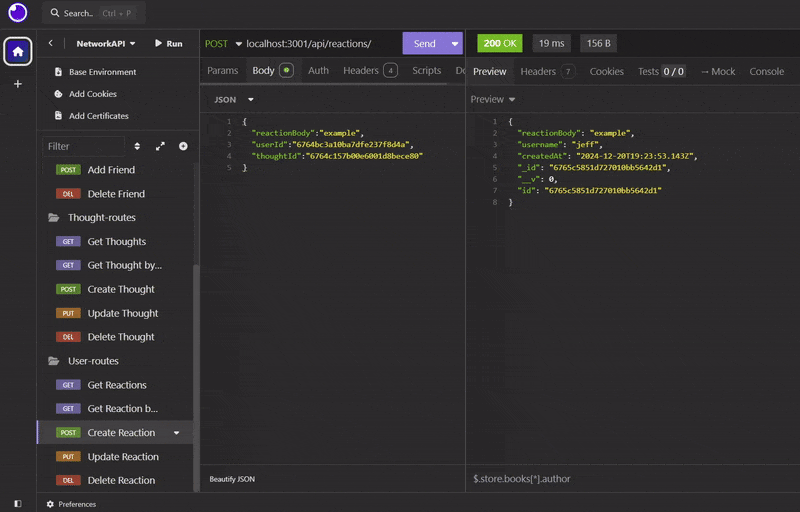 Search.. Ctrl + P
NetworkAPI Run
Base Environment
Add Cookies
Add Certificates
Filter
POST Add Friend
DEL Delete Friend
Thought-routes
GET Get Thoughts
GET Get Thought by...
POST Create Thought
PUT Update Thought
DEL Delete Thought
User-routes
GET Get Reactions
GET Get Reaction b...
POST Create Reaction
PUT Update Reaction
DEL Delete Reaction
Preferences
POST localhost:3001/api/reactions/ Send
Params Body Auth Headers 4 Scripts Do
JSON
1 {
2 "reactionBody":"example",
3 "userId":"6764bc3a10ba7dfe237f8d4a",
4 "thoughtId":"6764c157b00e6001d8bece80"
5 }
Beautify JSON
200 OK 19 ms 156 B
Preview Headers 7 Cookies Tests 0 / 0 → Mock Console
Preview
1 {
2 "reactionBody": "example",
3 "username": "jeff",
4 "createdAt": "2024-12-20T19:23:53.143Z",
5 "_id": "6765c5851d727010bb5642d1",
6 "__v": 0,
7 "id": "6765c5851d727010bb5642d1"
8 }
$.store.books[*].author